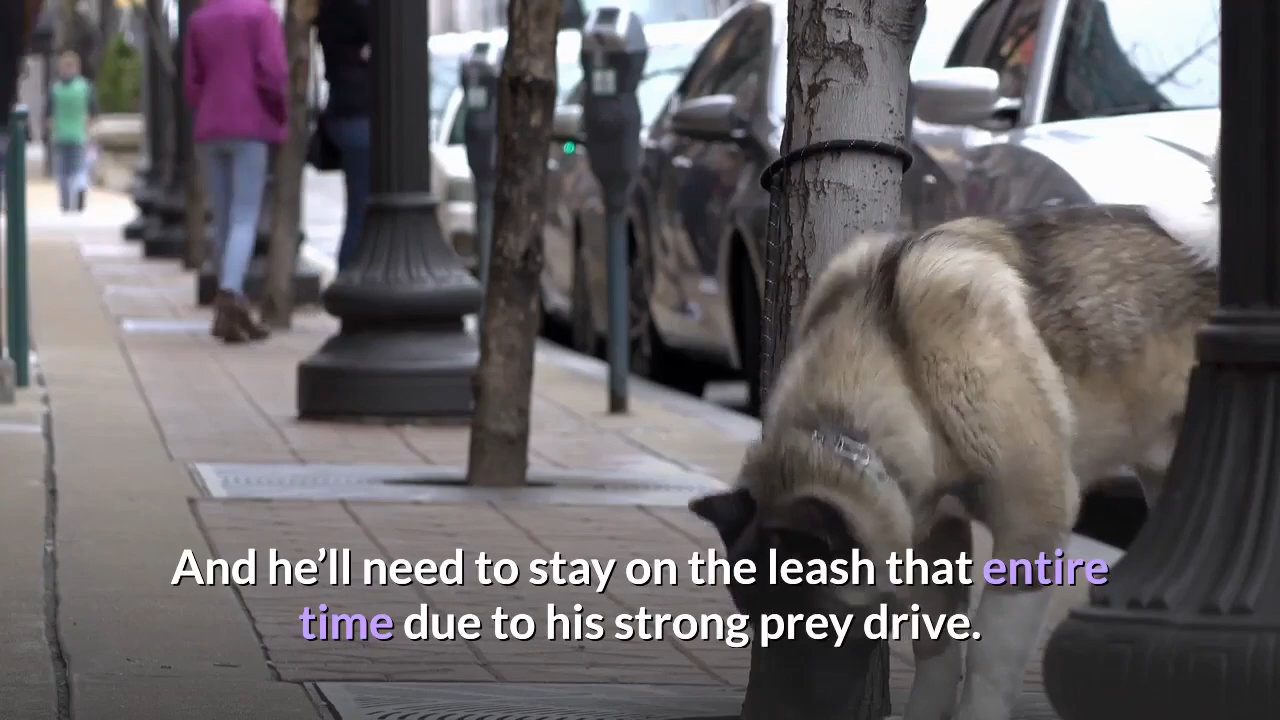 And he’ll need to stay on the leash that entire
time due to his strong prey drive.